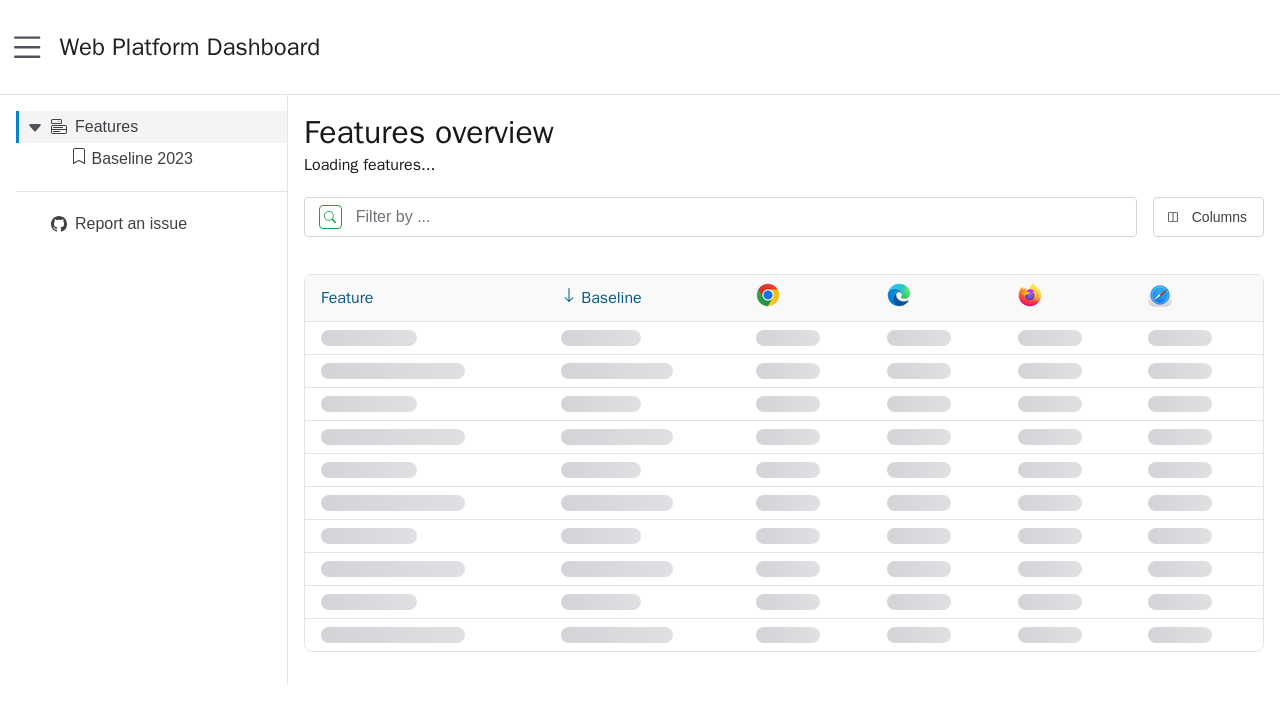 Web Platform Dashboard
Features
Baseline 2023
Report an issue
Features overview
Loading features...
Filter by ...
Columns
Feature
Baseline